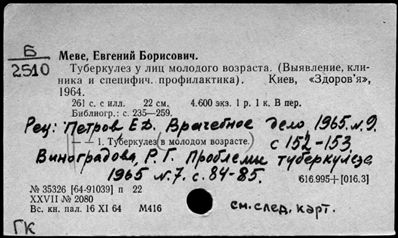 Б
2510
Меве, Евгений Борисович.
Туберкулез у лиц молодого возраста. (Выявление, кли-
ника и специфич. профилактика). Киев, «Здоров'я»,
1964.
261 с. с илл. 22 см. 4.600 экз. 1 р. 1 к. В пер.
Библиогр.: с. 235—259.
Рец: Петров Е.Д. Врачебное дело 1965. №9.
— — 1. Туберкулез в молодом возрасте. с 152-153.
Виноградова, Р.Г. Проблемы туберкулеза
1965 №7. с. 84-85. 616.995+[016.3]
№ 35326 [64-91039] п 22
XXVII № 2080
Вс. кн. пал. 16 XI 64 М416
см. след. карт.
ГК